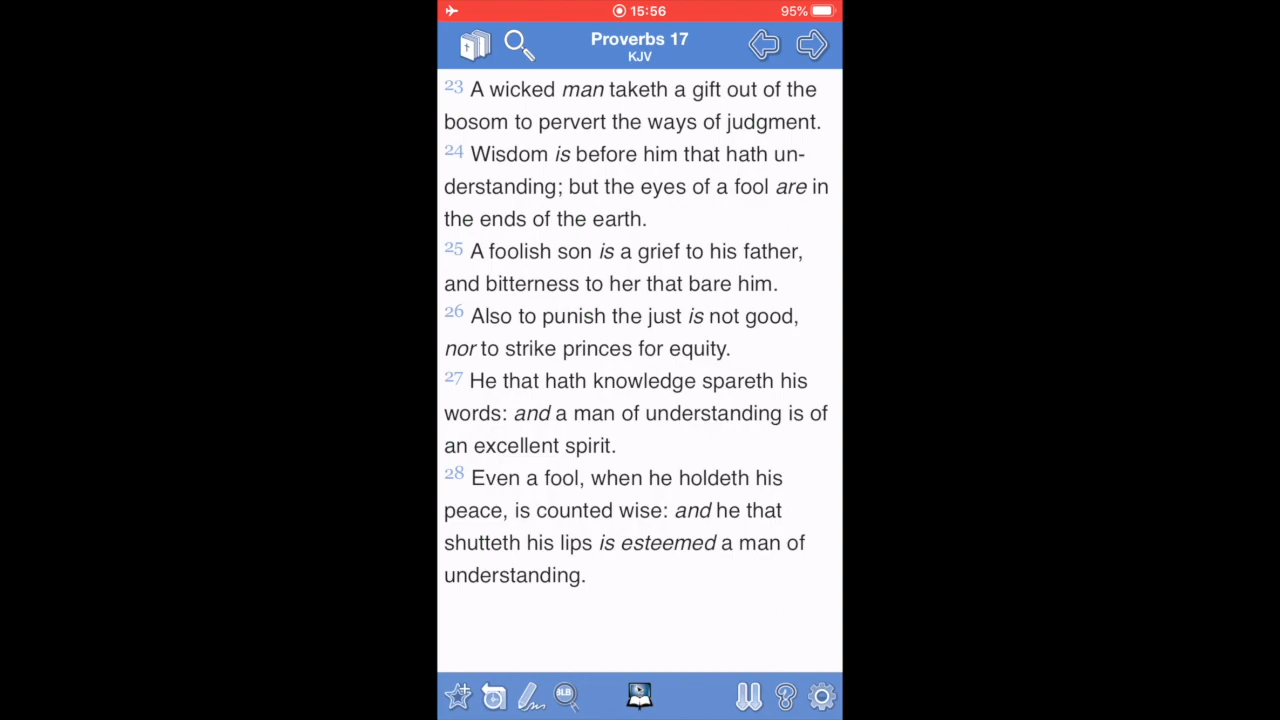 15:56
95%
Proverbs 17
KJV
23 A wicked man taketh a gift out of the
bosom to pervert the ways of judgment.
24 Wisdom is before him that hath un-
derstanding; but the eyes of a fool are in
the ends of the earth.
25 A foolish son is a grief to his father,
and bitterness to her that bare him.
26 Also to punish the just is not good,
nor to strike princes for equity.
27 He that hath knowledge spareth his
words: and a man of understanding is of
an excellent spirit.
28 Even a fool, when he holdeth his
peace, is counted wise: and he that
shutteth his lips is esteemed a man of
understanding.